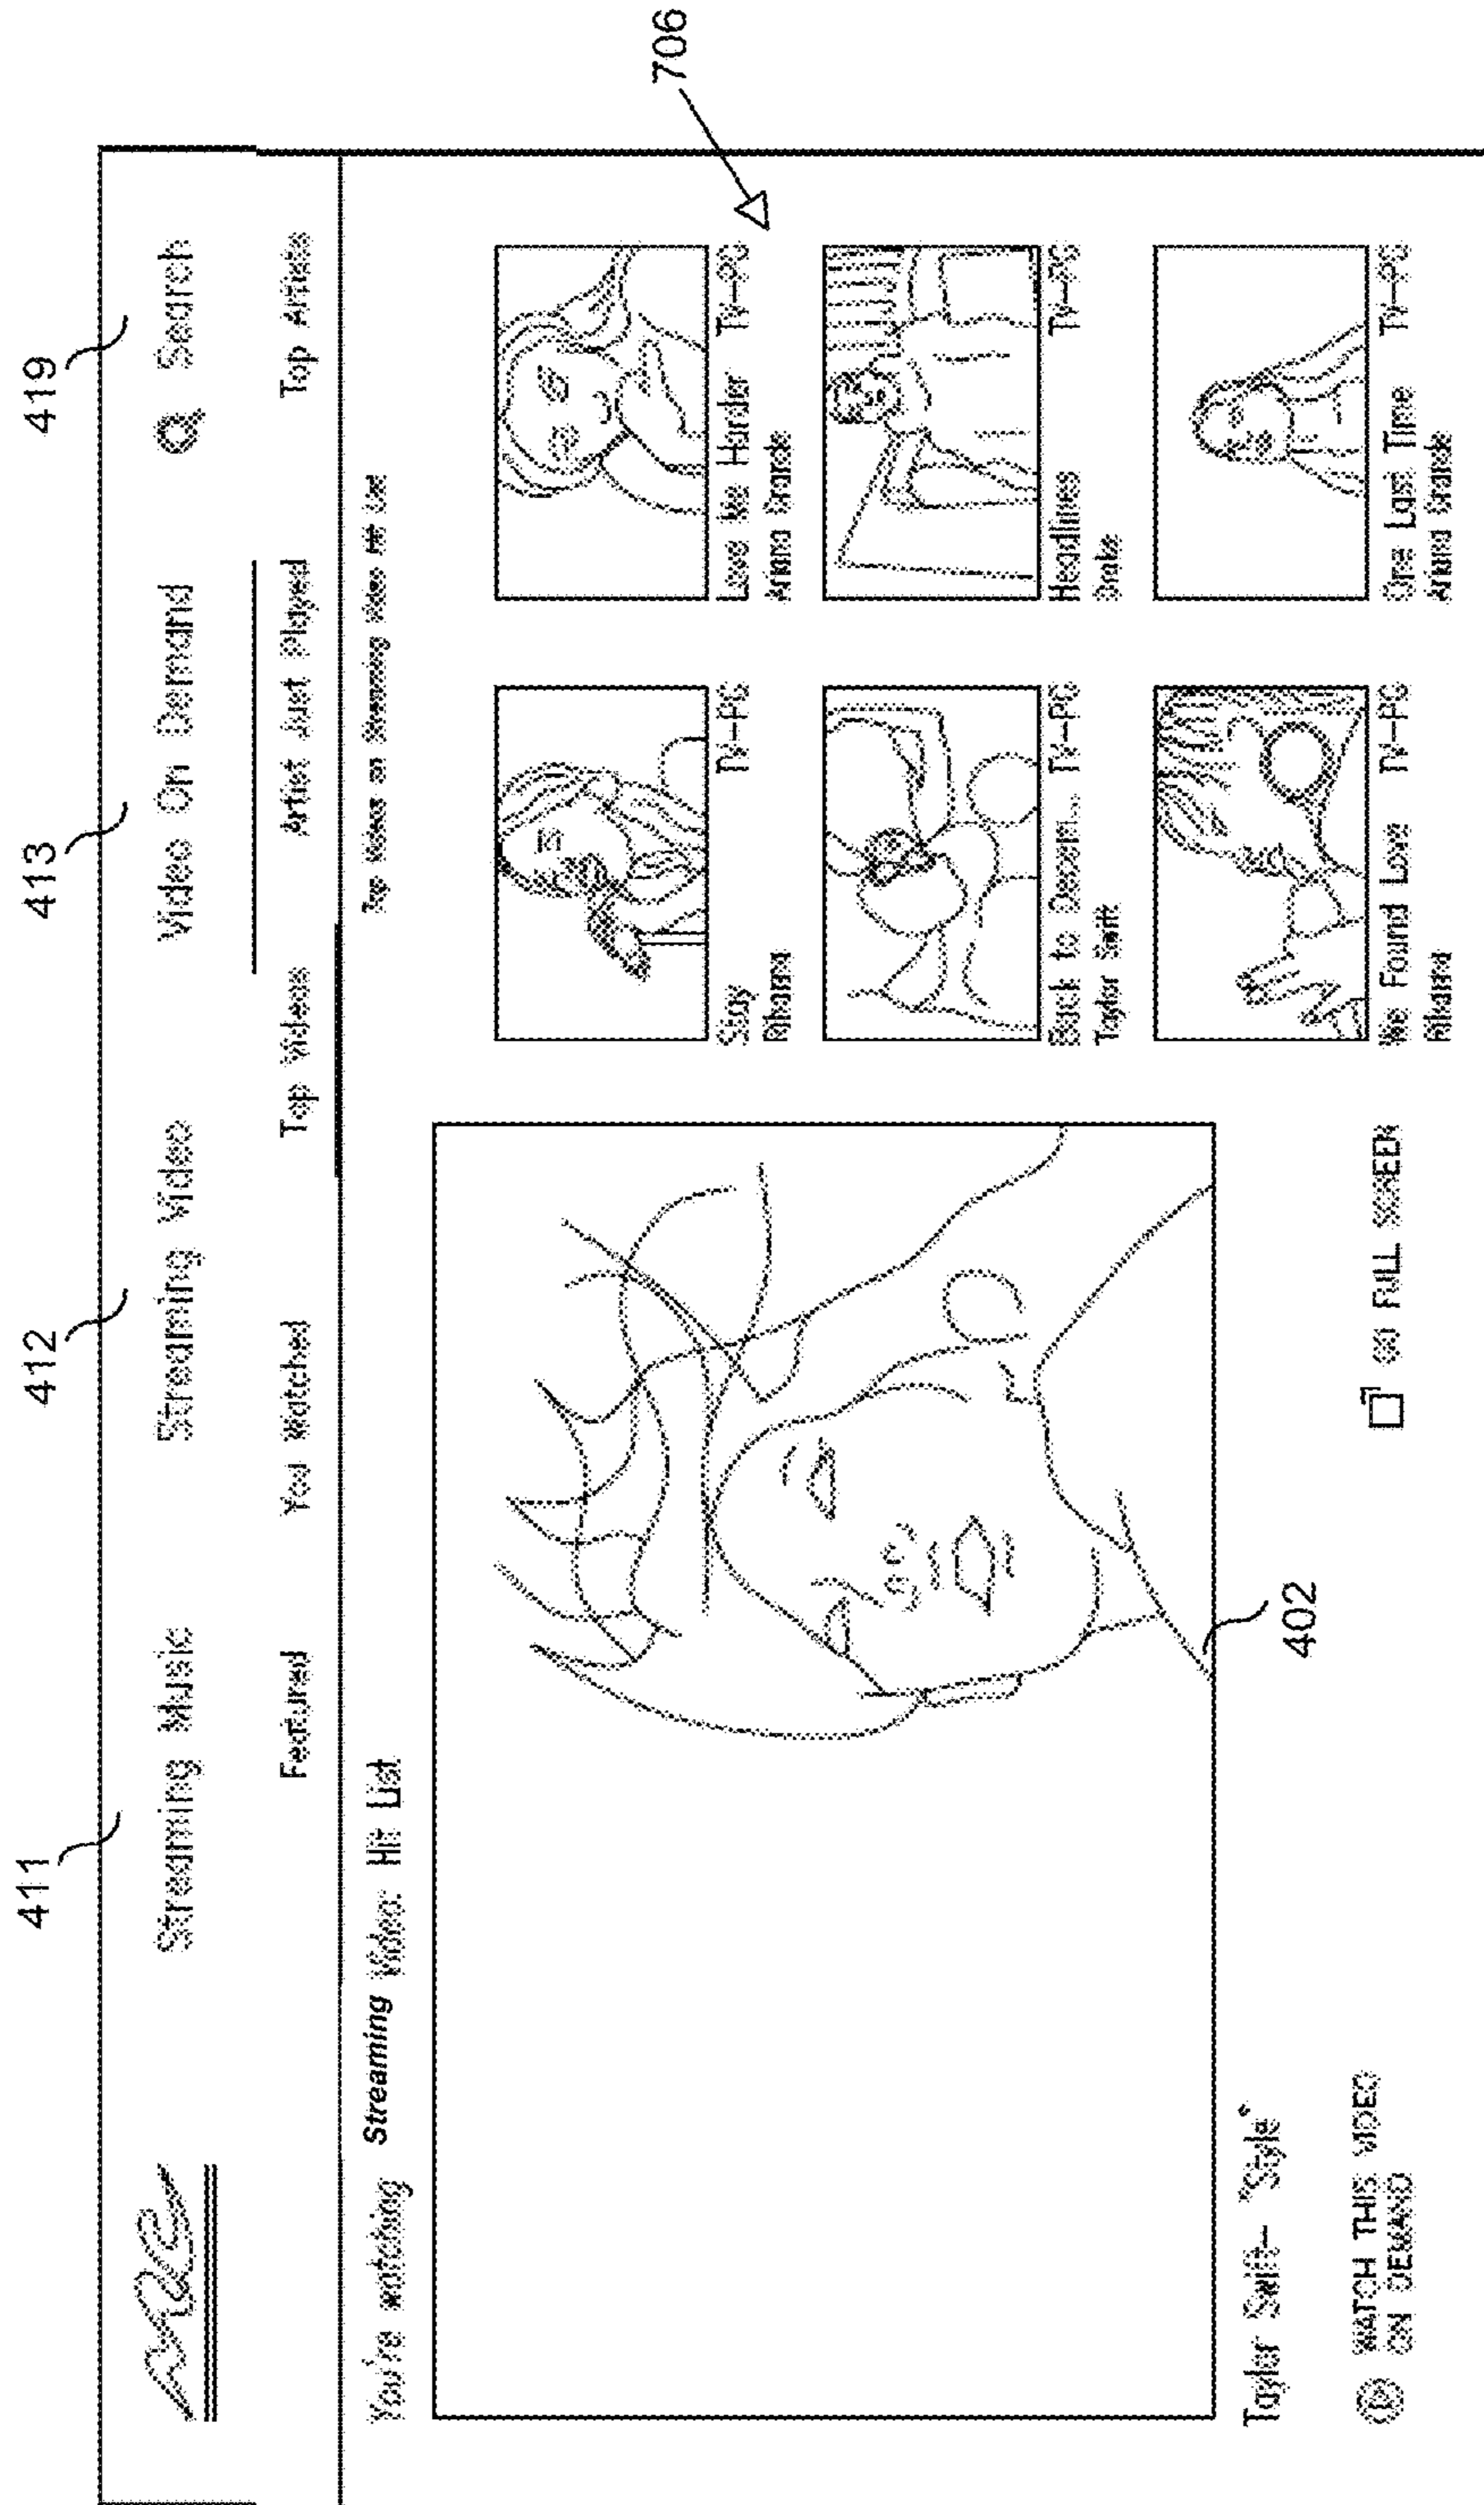 411 412 413 419
Streaming Music Streaming Video Video On Demand Search
Featured You Watched Top Videos Artist Just Played Top Artists
You're watching Streaming Video: Hit List
Top Videos on Streaming Video Hit List
706
Stay TV-PG
Rihanna
Love Me Harder TV-PG
Ariana Grande
Back to Decem... TV-PG
Taylor Swift
Headlines TV-PG
Drake
We Found Love TV-PG
Rihanna
One Last Time TV-PG
Ariana Grande
402
Taylor Swift- "Style"
WATCH THIS VIDEO
ON DEMAND
GO FULL SCREEN